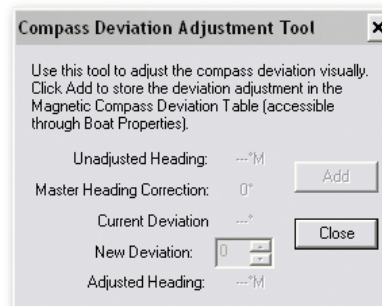 Compass Deviation Adjustment Tool
Use this tool to adjust the compass deviation visually.
Click Add to store the deviation adjustment in the
Magnetic Compass Deviation Table (accessible
through Boat Properties).
Unadjusted Heading: ---°M
Master Heading Correction: 0°
Add
Current Deviation ---°
New Deviation: 0
Close
Adjusted Heading: ---°M